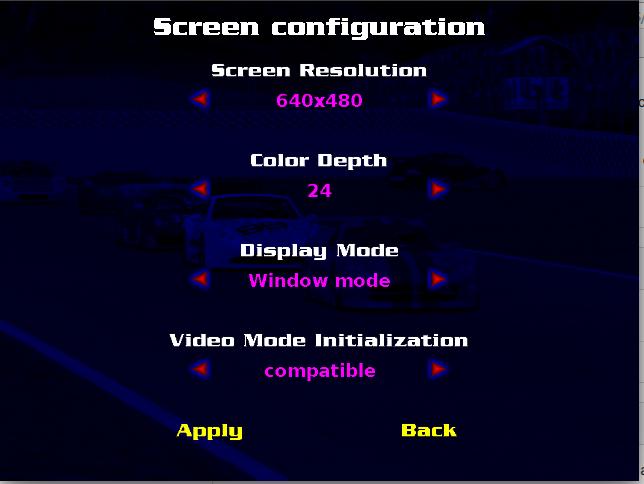 Screen configuration
Screen Resolution
640x480
Color Depth
24
Display Mode
Window mode
Video Mode Initialization
compatible
Apply Back